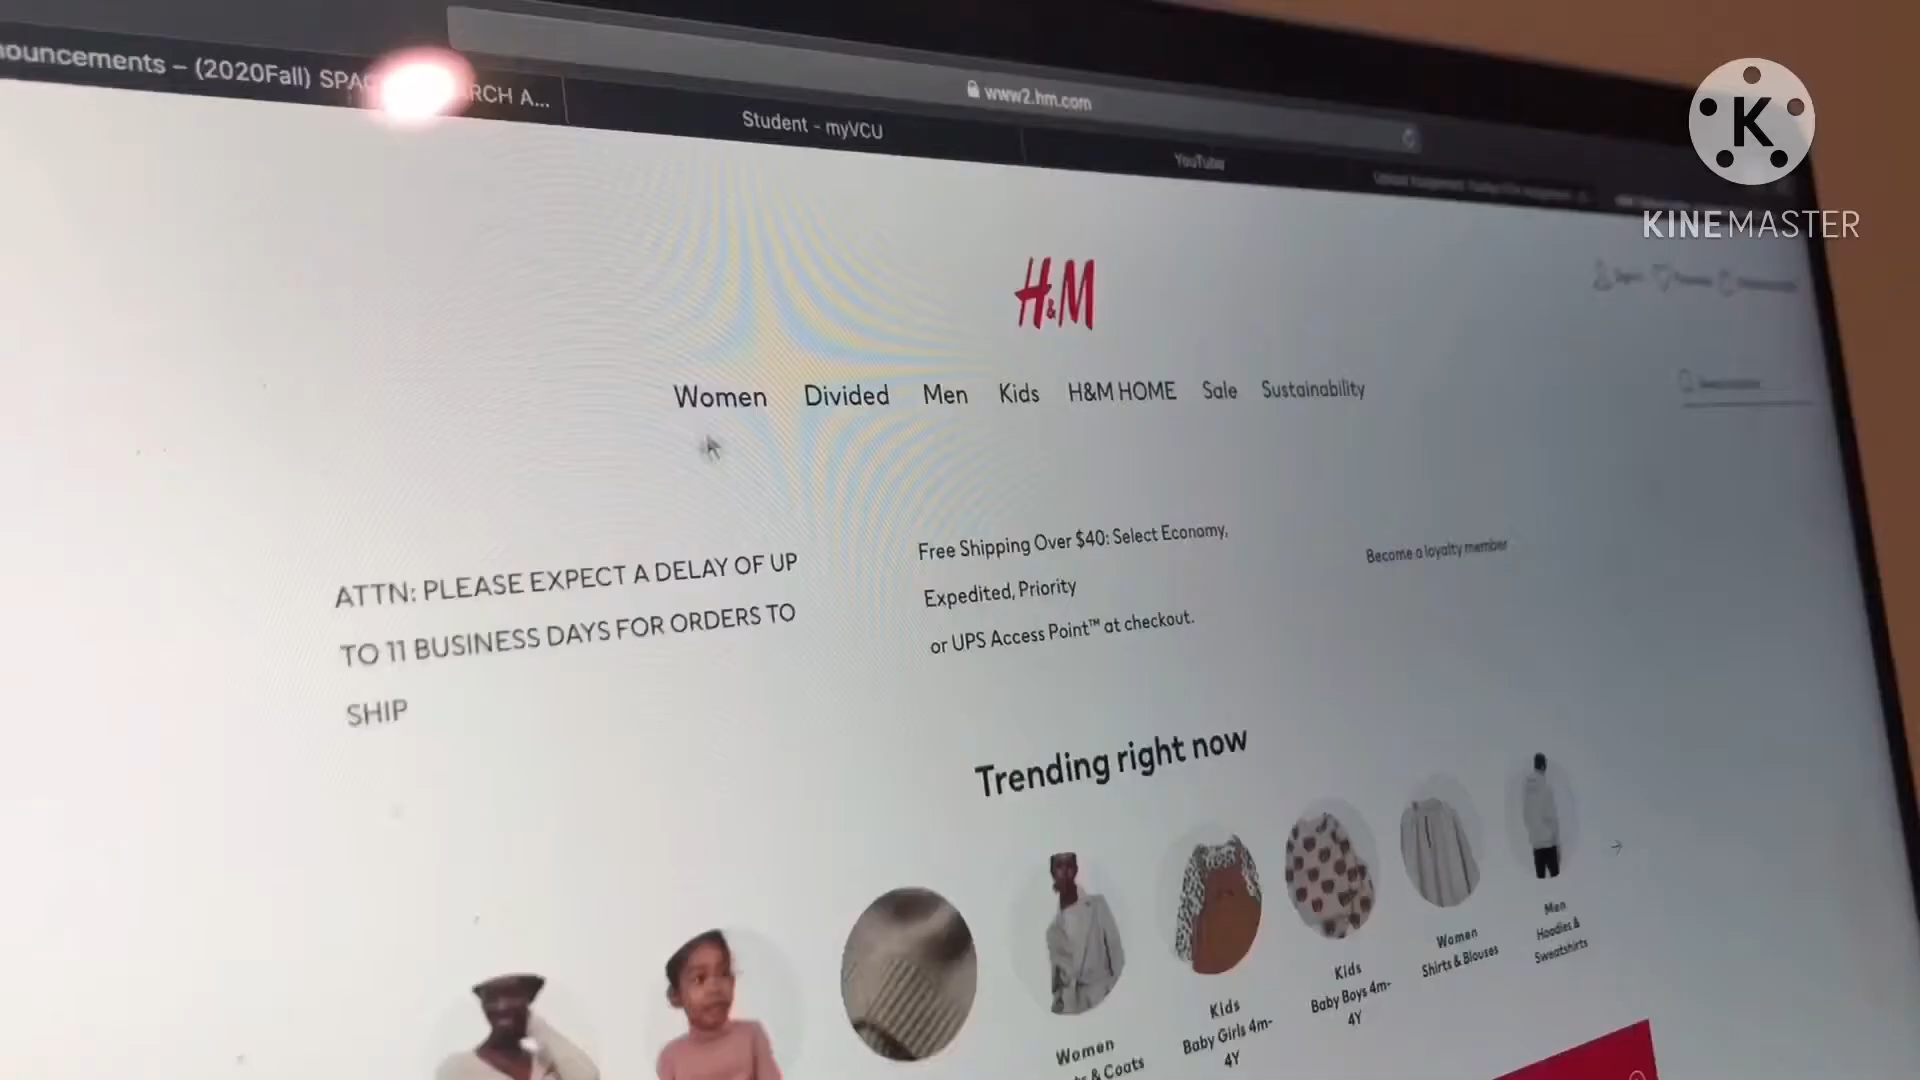 nouncements – (2020Fall) SPAC
RCH A...
www2.hm.com
Student - myVCU
YouTube
K
KINEMASTER
H&M
Women Divided Men Kids H&M HOME Sale Sustainability
ATTN: PLEASE EXPECT A DELAY OF UP
TO 11 BUSINESS DAYS FOR ORDERS TO
SHIP
Free Shipping Over $40: Select Economy,
Expedited, Priority
or UPS Access Point™ at checkout.
Become a loyalty member
Trending right now
Women
& Coats
Kids
Baby Girls 4m-
4Y
Kids
Baby Boys 4m-
4Y
Women
Shirts & Blouses
Men
Hoodies &
Sweatshirts